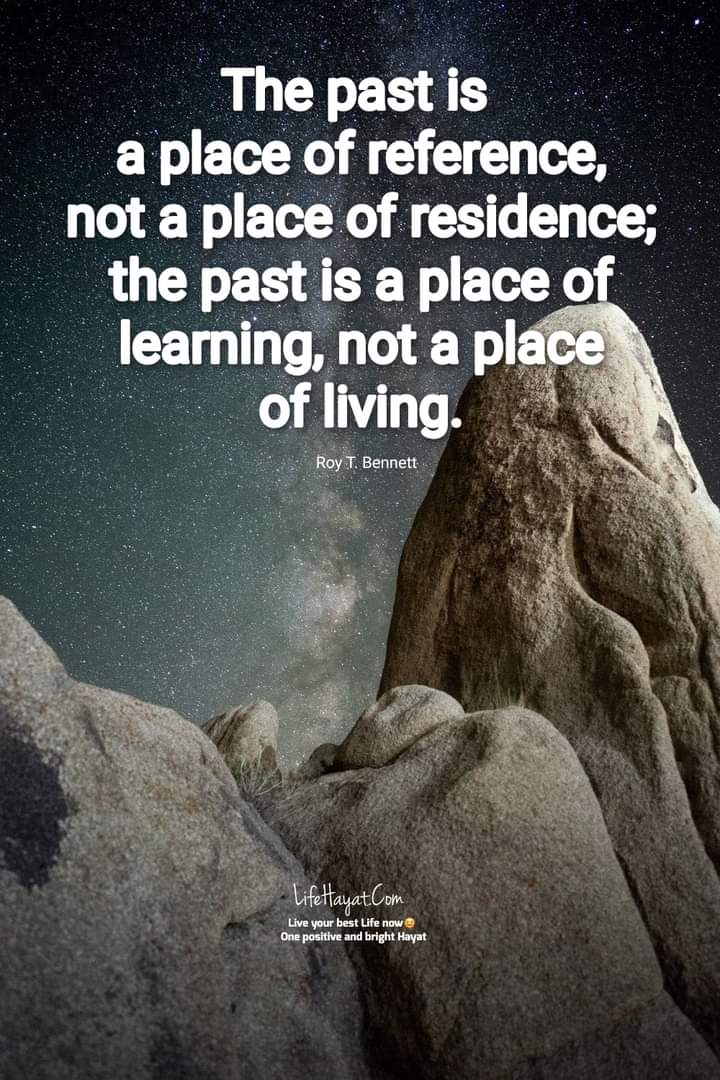 The past is
a place of reference,
not a place of residence;
the past is a place of
learning, not a place
of living.
Roy T. Bennett
LifeHayat.Com
Live your best Life now😆
One positive and bright Hayat